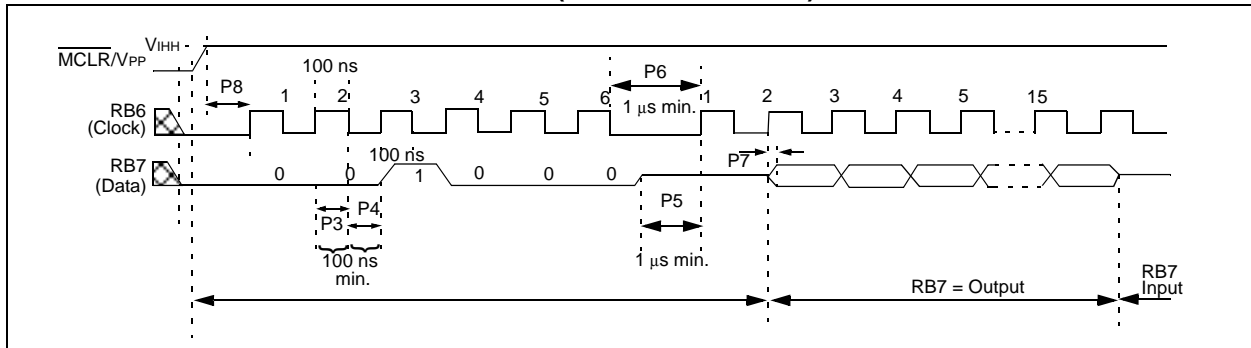 VIHH
MCLR/VPP
100 ns
P8
P6
1 2 3 4 5 6 1 2 3 4 5 15
RB6
(Clock)
1 µs min.
P7
100 ns
RB7
(Data)
0 0 1 0 0 0
P3 P4
P5
100 ns
min.
1 µs min.
RB7 = Output
RB7
Input